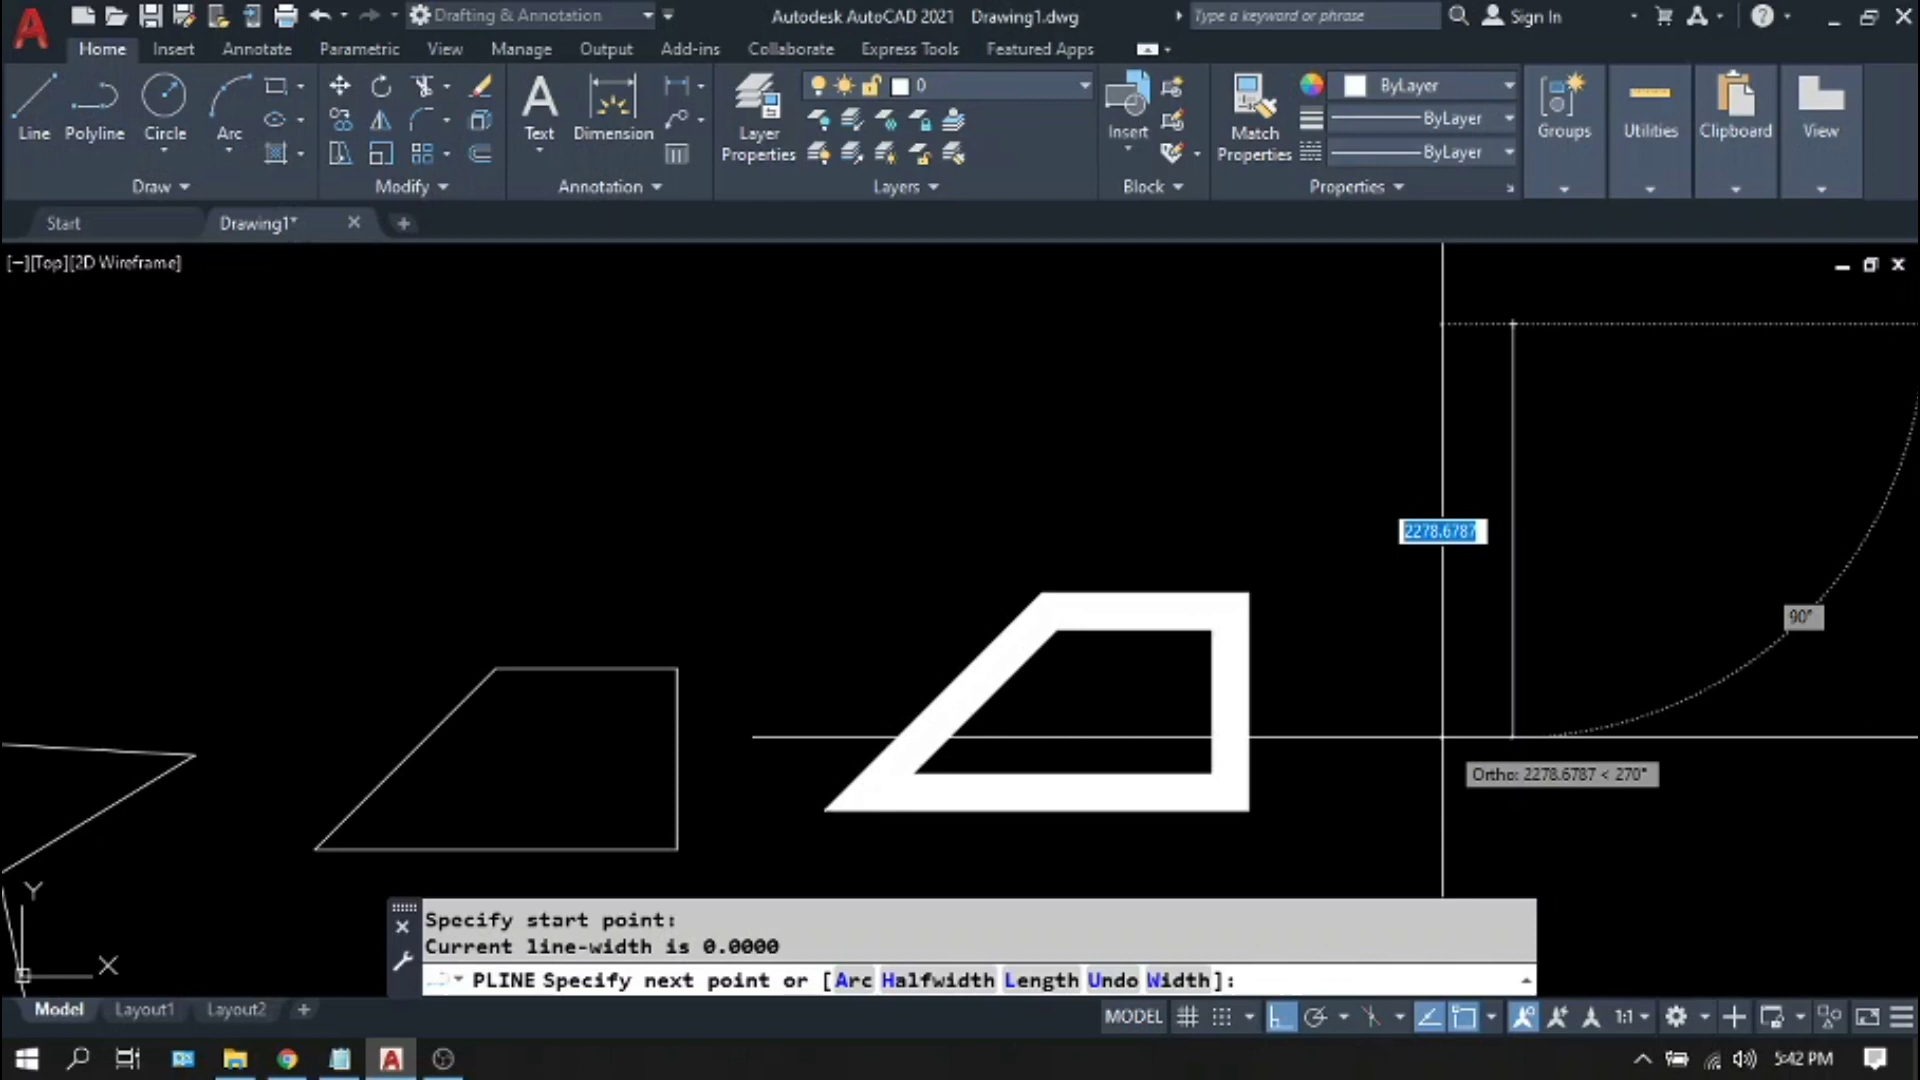 Drafting & Annotation
Autodesk AutoCAD 2021 Drawing1.dwg
Type a keyword or phrase
Sign In
Home Insert Annotate Parametric View Manage Output Add-ins Collaborate Express Tools Featured Apps
0
ByLayer
ByLayer
ByLayer
Line Polyline Circle Arc
Text Dimension
Layer Properties
Insert
Match Properties
Groups Utilities Clipboard View
Draw Modify Annotation Layers Block Properties
Start Drawing1*
[−][Top][2D Wireframe]
2278.6787
90°
Ortho: 2278.6787 < 270°
Y
X
Specify start point:
Current line-width is 0.0000
PLINE Specify next point or [Arc Halfwidth Length Undo Width]:
Model Layout1 Layout2 +
MODEL
1:1
5:42 PM